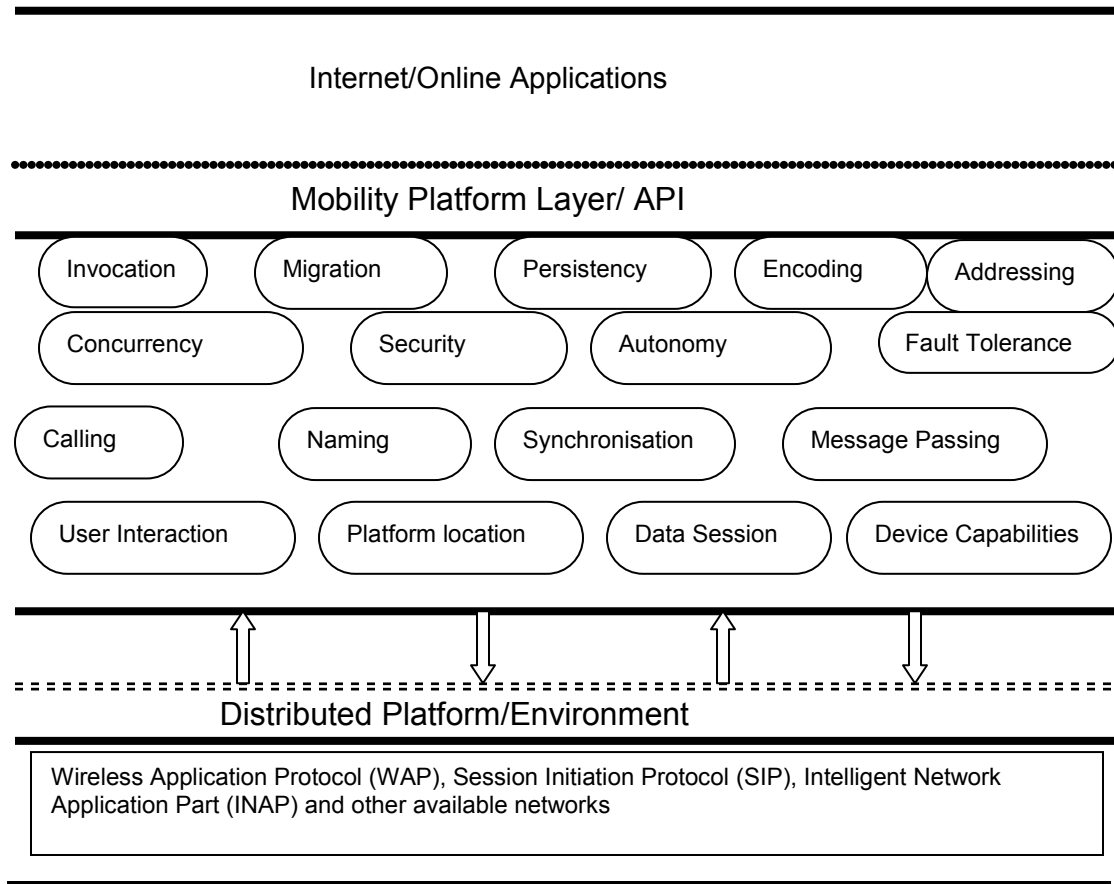 Internet/Online Applications
Mobility Platform Layer/ API
Invocation
Migration
Persistency
Encoding
Addressing
Concurrency
Security
Autonomy
Fault Tolerance
Calling
Naming
Synchronisation
Message Passing
User Interaction
Platform location
Data Session
Device Capabilities
Distributed Platform/Environment
Wireless Application Protocol (WAP), Session Initiation Protocol (SIP), Intelligent Network
Application Part (INAP) and other available networks